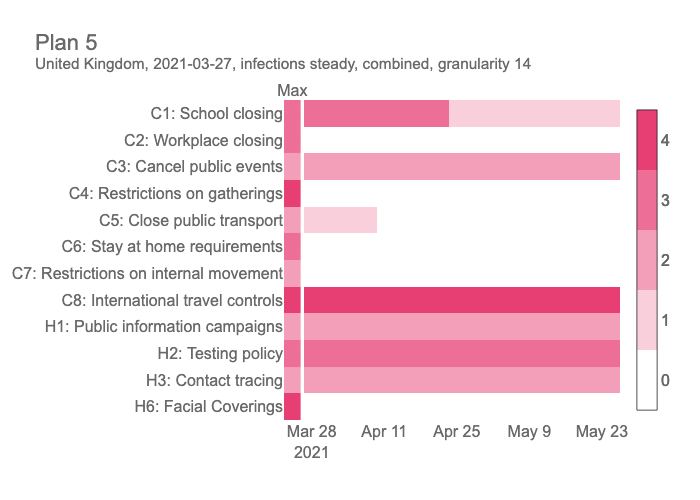 Plan 5
United Kingdom, 2021-03-27, infections steady, combined, granularity 14
Max
C1: School closing
C2: Workplace closing
C3: Cancel public events
C4: Restrictions on gatherings
C5: Close public transport
C6: Stay at home requirements
C7: Restrictions on internal movement
C8: International travel controls
H1: Public information campaigns
H2: Testing policy
H3: Contact tracing
H6: Facial Coverings
Mar 28 Apr 11 Apr 25 May 9 May 23
2021
4
3
2
1
0